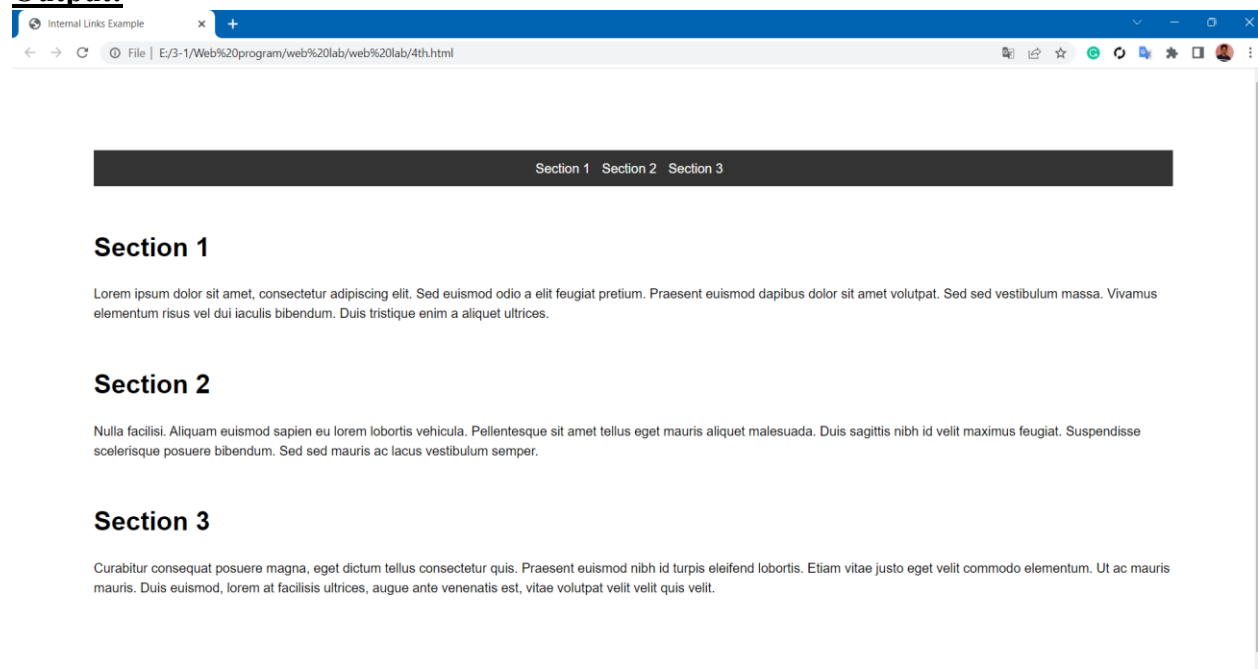 Output:
Internal Links Example
File | E:/3-1/Web%20program/web%20lab/web%20lab/4th.html
Section 1 Section 2 Section 3
Section 1
Lorem ipsum dolor sit amet, consectetur adipiscing elit. Sed euismod odio a elit feugiat pretium. Praesent euismod dapibus dolor sit amet volutpat. Sed sed vestibulum massa. Vivamus
elementum risus vel dui iaculis bibendum. Duis tristique enim a aliquet ultrices.
Section 2
Nulla facilisi. Aliquam euismod sapien eu lorem lobortis vehicula. Pellentesque sit amet tellus eget mauris aliquet malesuada. Duis sagittis nibh id velit maximus feugiat. Suspendisse
scelerisque posuere bibendum. Sed sed mauris ac lacus vestibulum semper.
Section 3
Curabitur consequat posuere magna, eget dictum tellus consectetur quis. Praesent euismod nibh id turpis eleifend lobortis. Etiam vitae justo eget velit commodo elementum. Ut ac mauris
mauris. Duis euismod, lorem at facilisis ultrices, augue ante venenatis est, vitae volutpat velit velit quis velit.